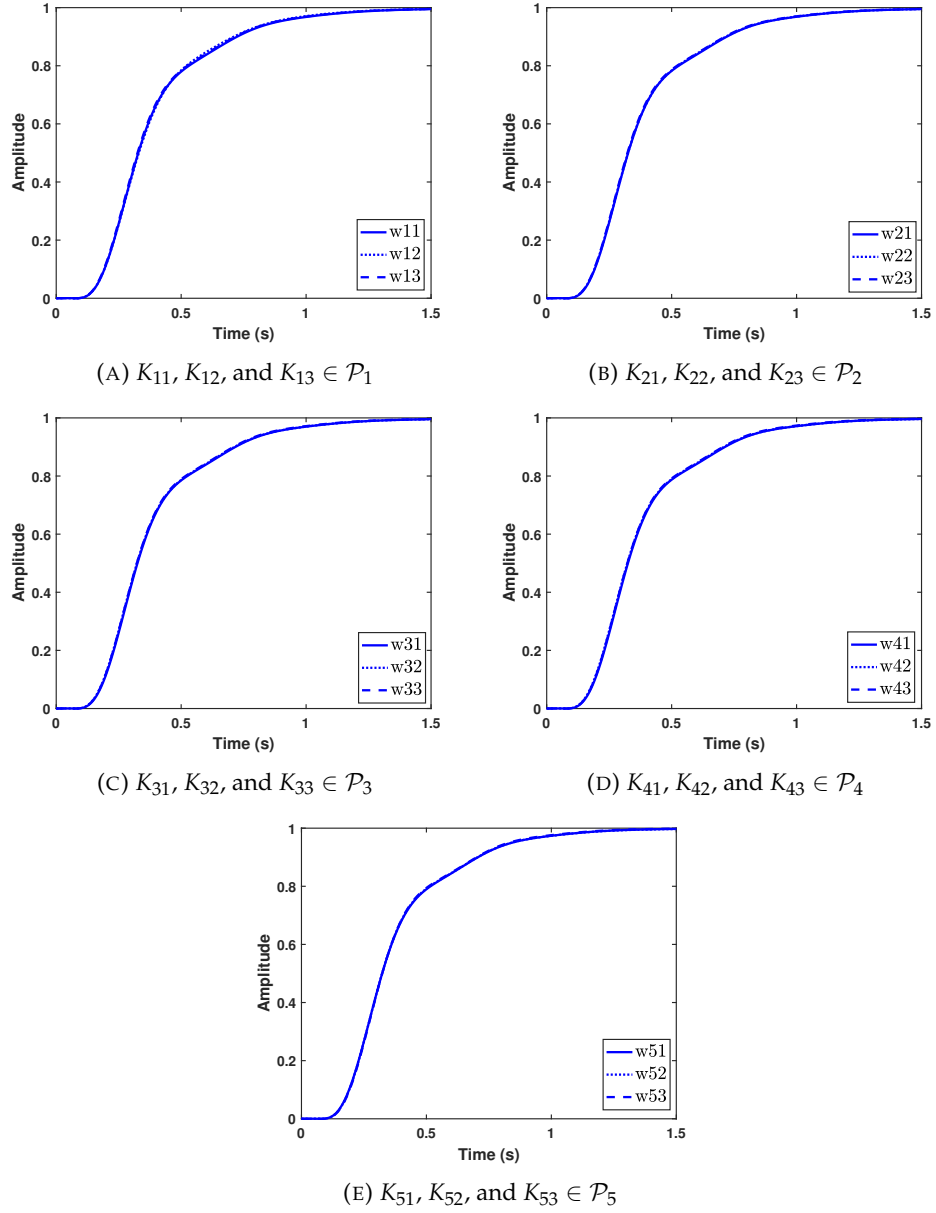 1
0.8
0.6
0.4
0.2
0
Amplitude
w11
w12
w13
0 0.5 1 1.5
Time (s)
(A) K11, K12, and K13 ∈ P1
1
0.8
0.6
0.4
0.2
0
Amplitude
w21
w22
w23
0 0.5 1 1.5
Time (s)
(B) K21, K22, and K23 ∈ P2
1
0.8
0.6
0.4
0.2
0
Amplitude
w31
w32
w33
0 0.5 1 1.5
Time (s)
(C) K31, K32, and K33 ∈ P3
1
0.8
0.6
0.4
0.2
0
Amplitude
w41
w42
w43
0 0.5 1 1.5
Time (s)
(D) K41, K42, and K43 ∈ P4
1
0.8
0.6
0.4
0.2
0
Amplitude
w51
w52
w53
0 0.5 1 1.5
Time (s)
(E) K51, K52, and K53 ∈ P5